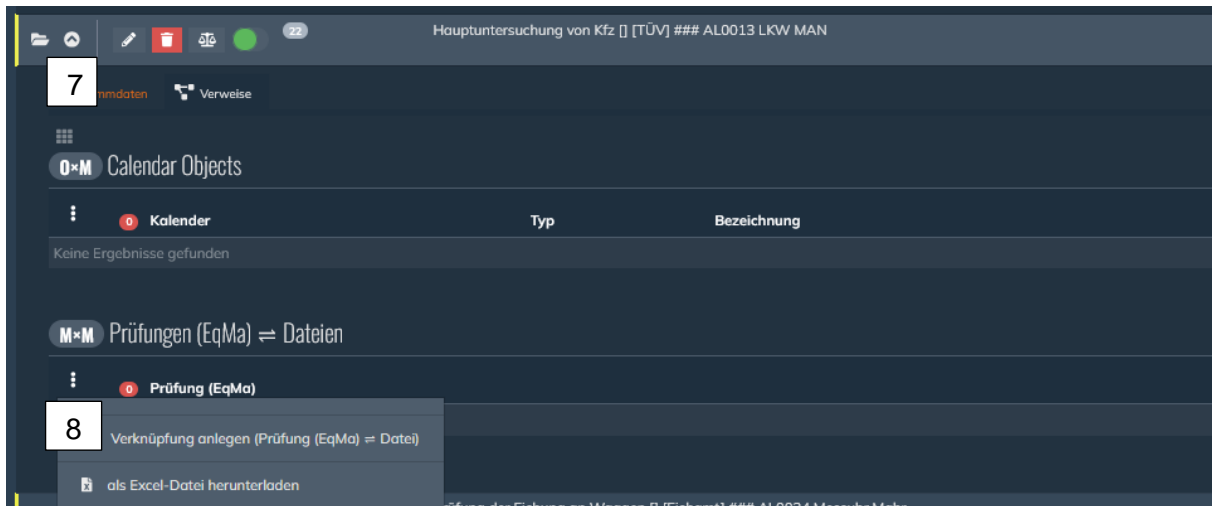 22 Hauptuntersuchung von Kfz [] [TÜV] ### AL0013 LKW MAN
7
mmdaten Verweise
0×M Calendar Objects
0 Kalender Typ Bezeichnung
Keine Ergebnisse gefunden
M×M Prüfungen (EqMa) ⇌ Dateien
0 Prüfung (EqMa)
8
Verknüpfung anlegen (Prüfung (EqMa) ⇌ Datei)
als Excel-Datei herunterladen